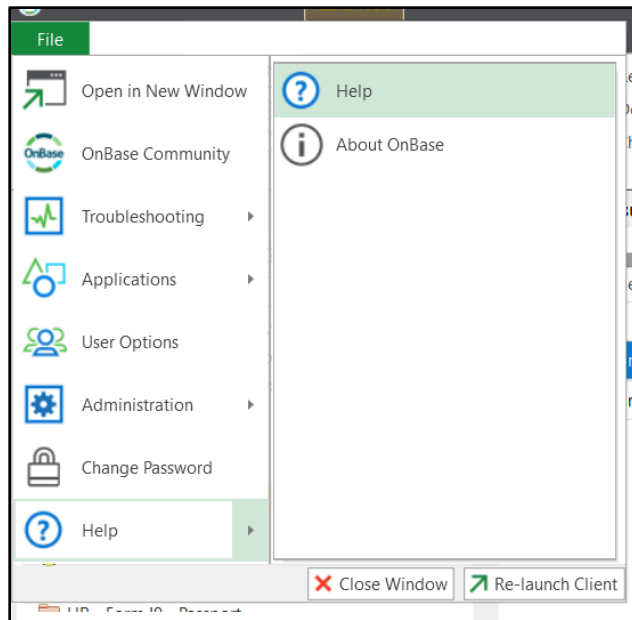 File
Open in New Window
OnBase
OnBase Community
Troubleshooting
Applications
User Options
Administration
Change Password
Help
Help
About OnBase
Close Window
Re-launch Client